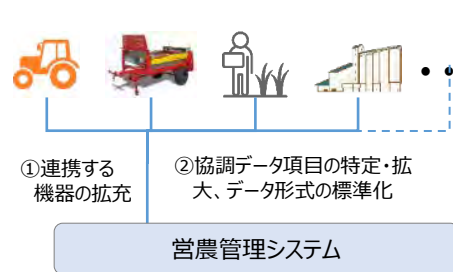 ①連携する
機器の拡充
②協調データ項目の特定・拡
大、データ形式の標準化
営農管理システム